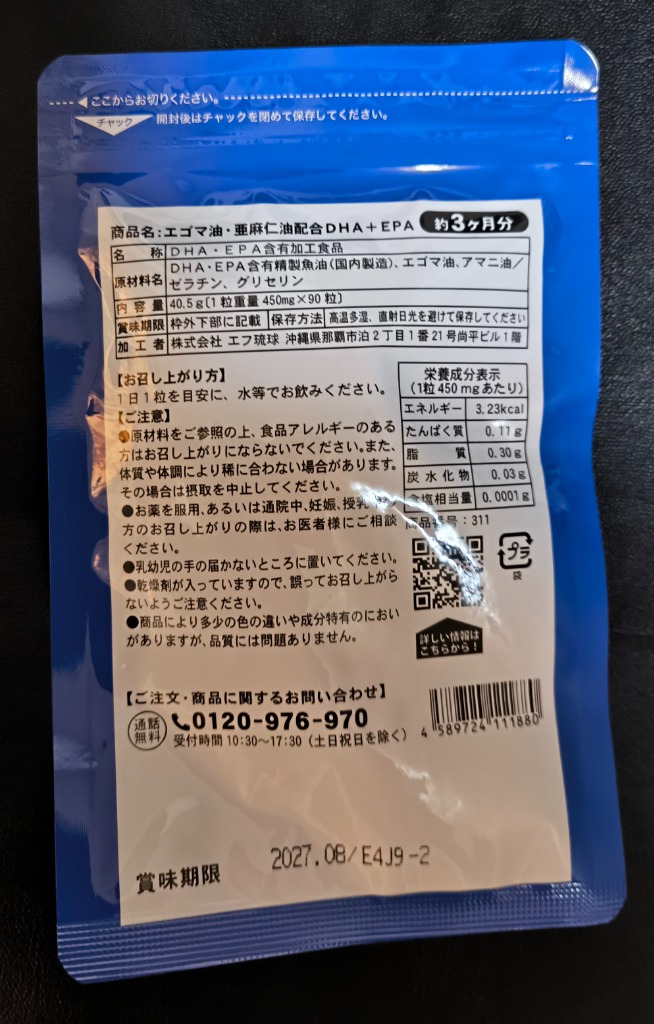 ここからお切りください。
チャック 開封後はチャックを閉めて保存してください。
商品名:エゴマ油・亜麻仁油配合DHA+EPA 約3ヶ月分
名称 DHA・EPA含有加工食品
原材料名 DHA・EPA含有精製魚油(国内製造)、エゴマ油、アマニ油/
ゼラチン、グリセリン
内容量 40.5g[1粒重量 450mg×90粒]
賞味期限 枠外下部に記載 保存方法 高温多湿、直射日光を避けて保存してください
加工者 株式会社 エフ琉球 沖縄県那覇市泊2丁目1番21号尚平ビル1階
【お召し上がり方】
1日1粒を目安に、水等でお飲みください。
【ご注意】
●原材料をご参照の上、食品アレルギーのある
方はお召し上がりにならないでください。また、
体質や体調により稀に合わない場合があります。
その場合は摂取を中止してください。
●お薬を服用、あるいは通院中、妊娠、授乳
方のお召し上がりの際は、お医者様にご相談
ください。
●乳幼児の手の届かないところに置いてください。
●乾燥剤が入っていますので、誤ってお召し上がら
ないようご注意ください。
●商品により多少の色の違いや成分特有のにおい
がありますが、品質には問題ありません。
栄養成分表示
(1粒450mgあたり)
エネルギー 3.23kcal
たんぱく質 0.11g
脂質 0.30g
炭水化物 0.03g
食塩相当量 0.0001g
商品番号:311
プラ
袋
詳しい情報は
こちらから!
【ご注文・商品に関するお問い合わせ】
通話
無料
0120-976-970
受付時間 10:30〜17:30(土日祝日を除く)
4 589724 111880
賞味期限 2027.08/E4J9-2